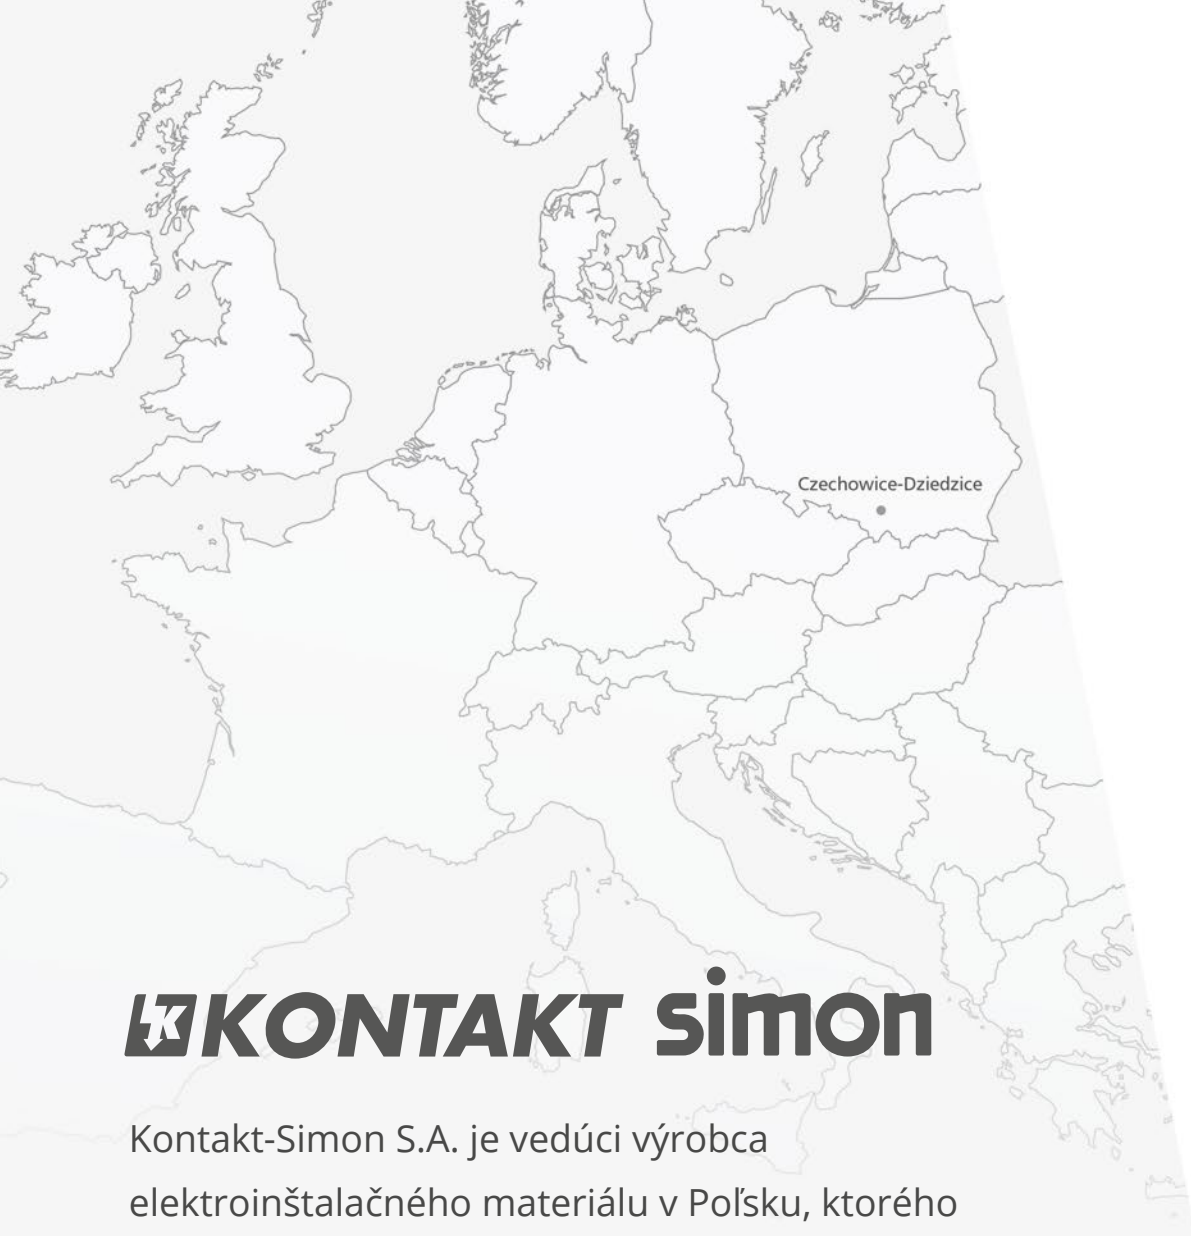 Czechowice-Dziedzice
KONTAKT simon
Kontakt-Simon S.A. je vedúci výrobca
elektroinštalačného materiálu v Poľsku, ktorého